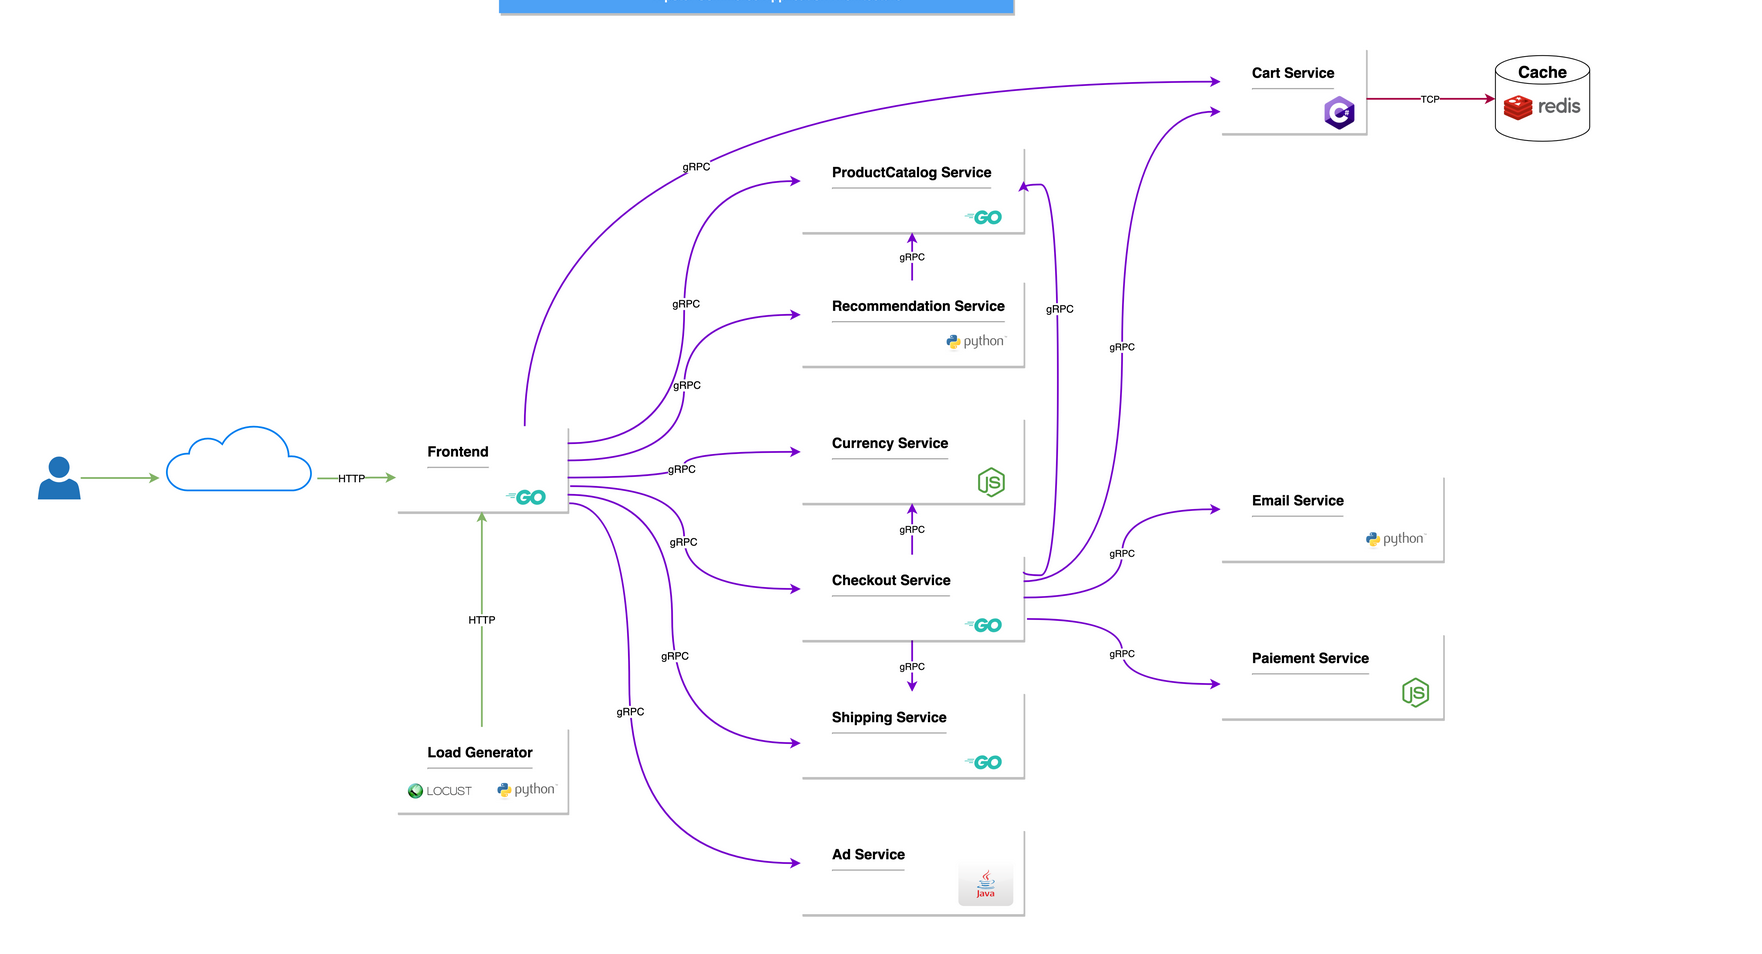 Cart Service
Cache
redis
TCP
C#
gRPC
ProductCatalog Service
GO
gRPC
gRPC
Recommendation Service
python
gRPC
gRPC
gRPC
Frontend
GO
HTTP
Currency Service
JS
gRPC
gRPC
gRPC
Checkout Service
GO
gRPC
Email Service
python
HTTP
gRPC
gRPC
gRPC
Paiement Service
JS
Shipping Service
GO
gRPC
Load Generator
LOCUST
python
Ad Service
Java